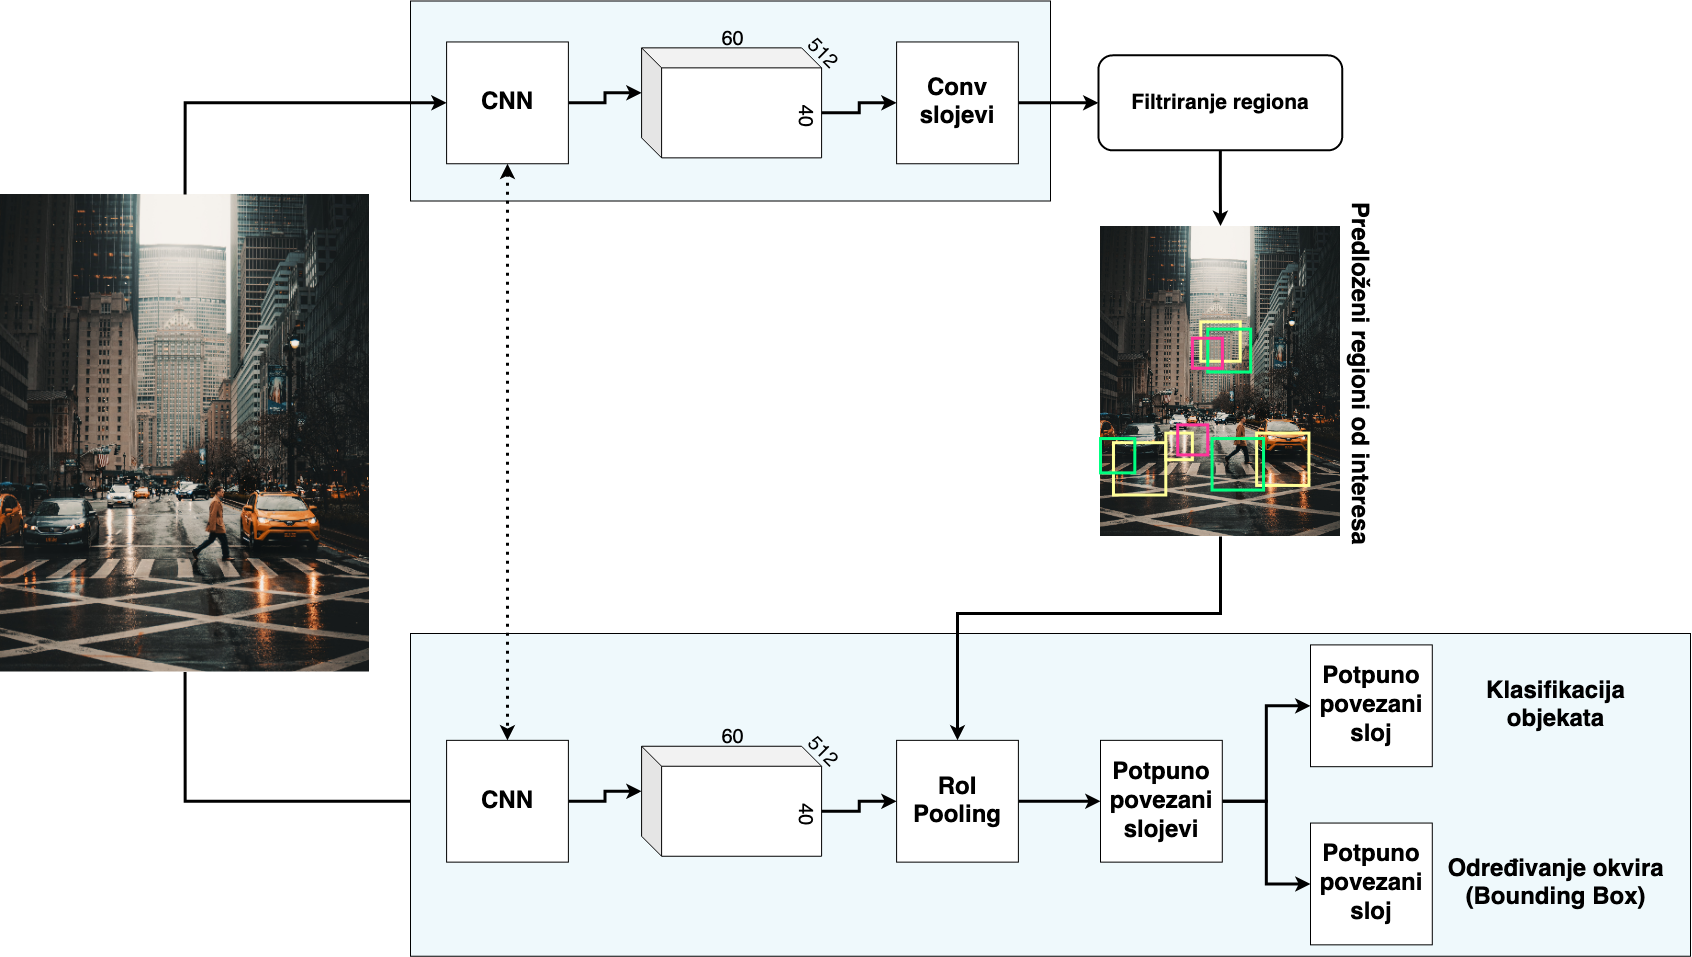 60
512
CNN
40
Conv
slojevi
Filtriranje regiona
Predloženi regioni od interesa
60
512
CNN
40
RoI
Pooling
Potpuno
povezani
slojevi
Potpuno
povezani
sloj
Klasifikacija
objekata
Potpuno
povezani
sloj
Određivanje okvira
(Bounding Box)